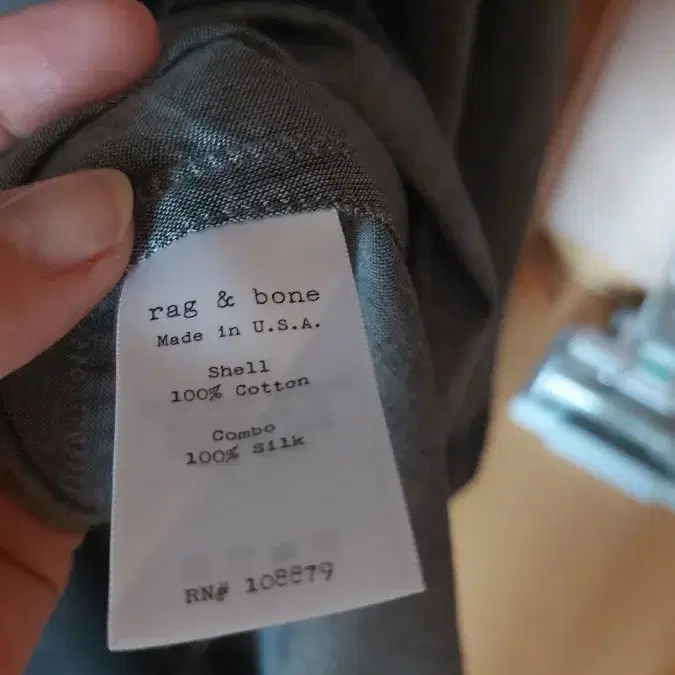 rag & bone
Made in U.S.A.
Shell
100% Cotton
Combo
100% Silk
RN# 108879